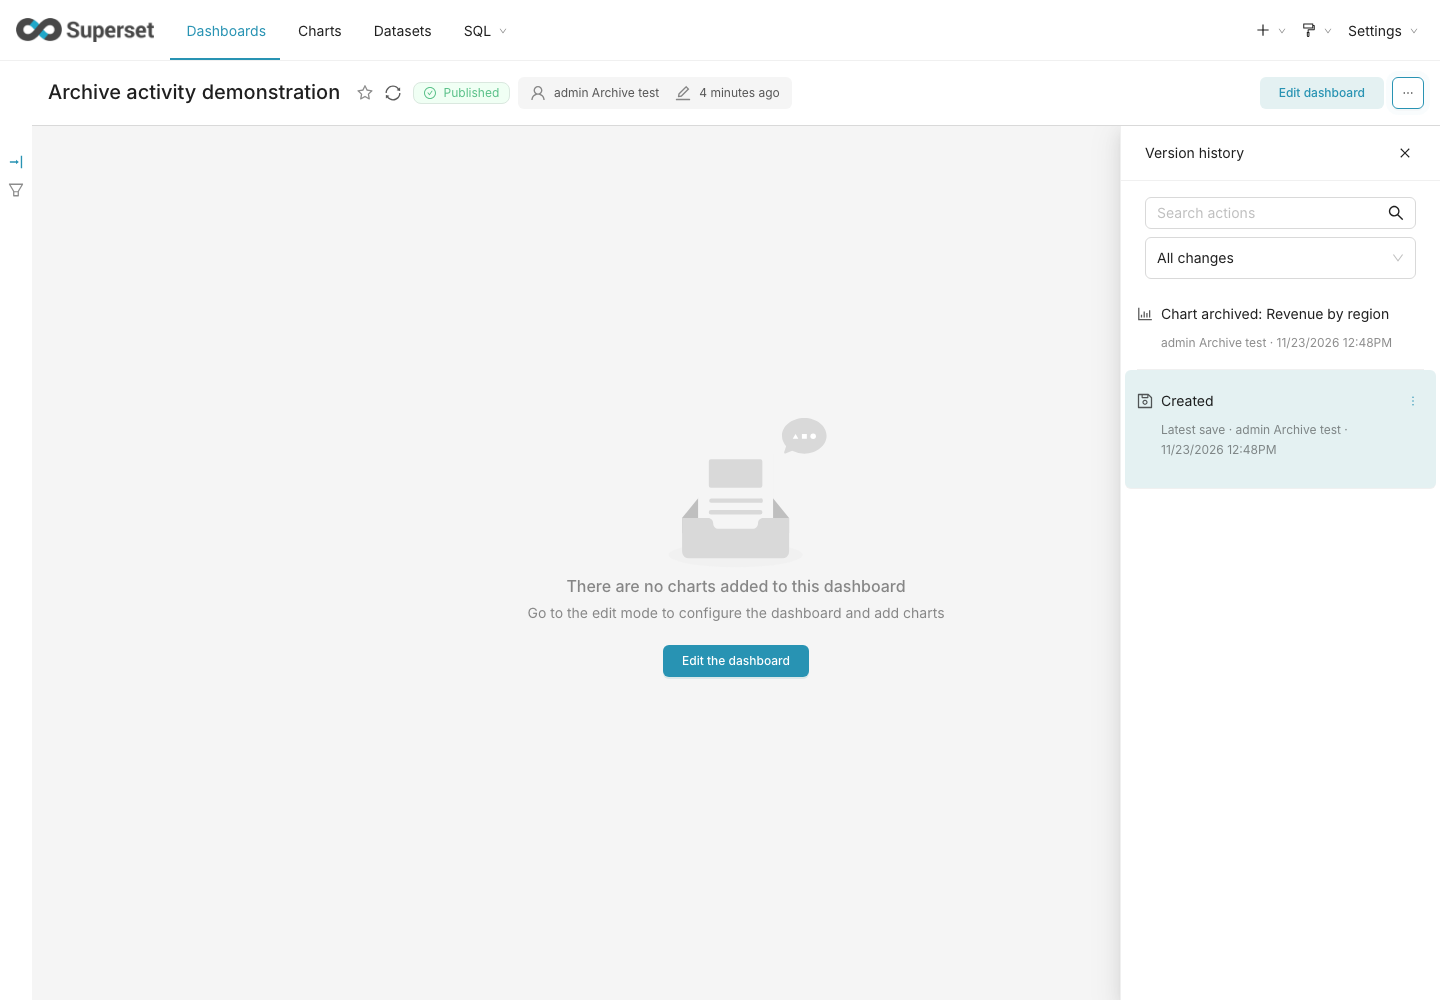 Superset
Dashboards
Charts
Datasets
SQL
Settings
Archive activity demonstration
Published
admin Archive test
4 minutes ago
Edit dashboard
Version history
Search actions
All changes
Chart archived: Revenue by region
admin Archive test · 11/23/2026 12:48PM
Created
Latest save · admin Archive test ·
11/23/2026 12:48PM
There are no charts added to this dashboard
Go to the edit mode to configure the dashboard and add charts
Edit the dashboard